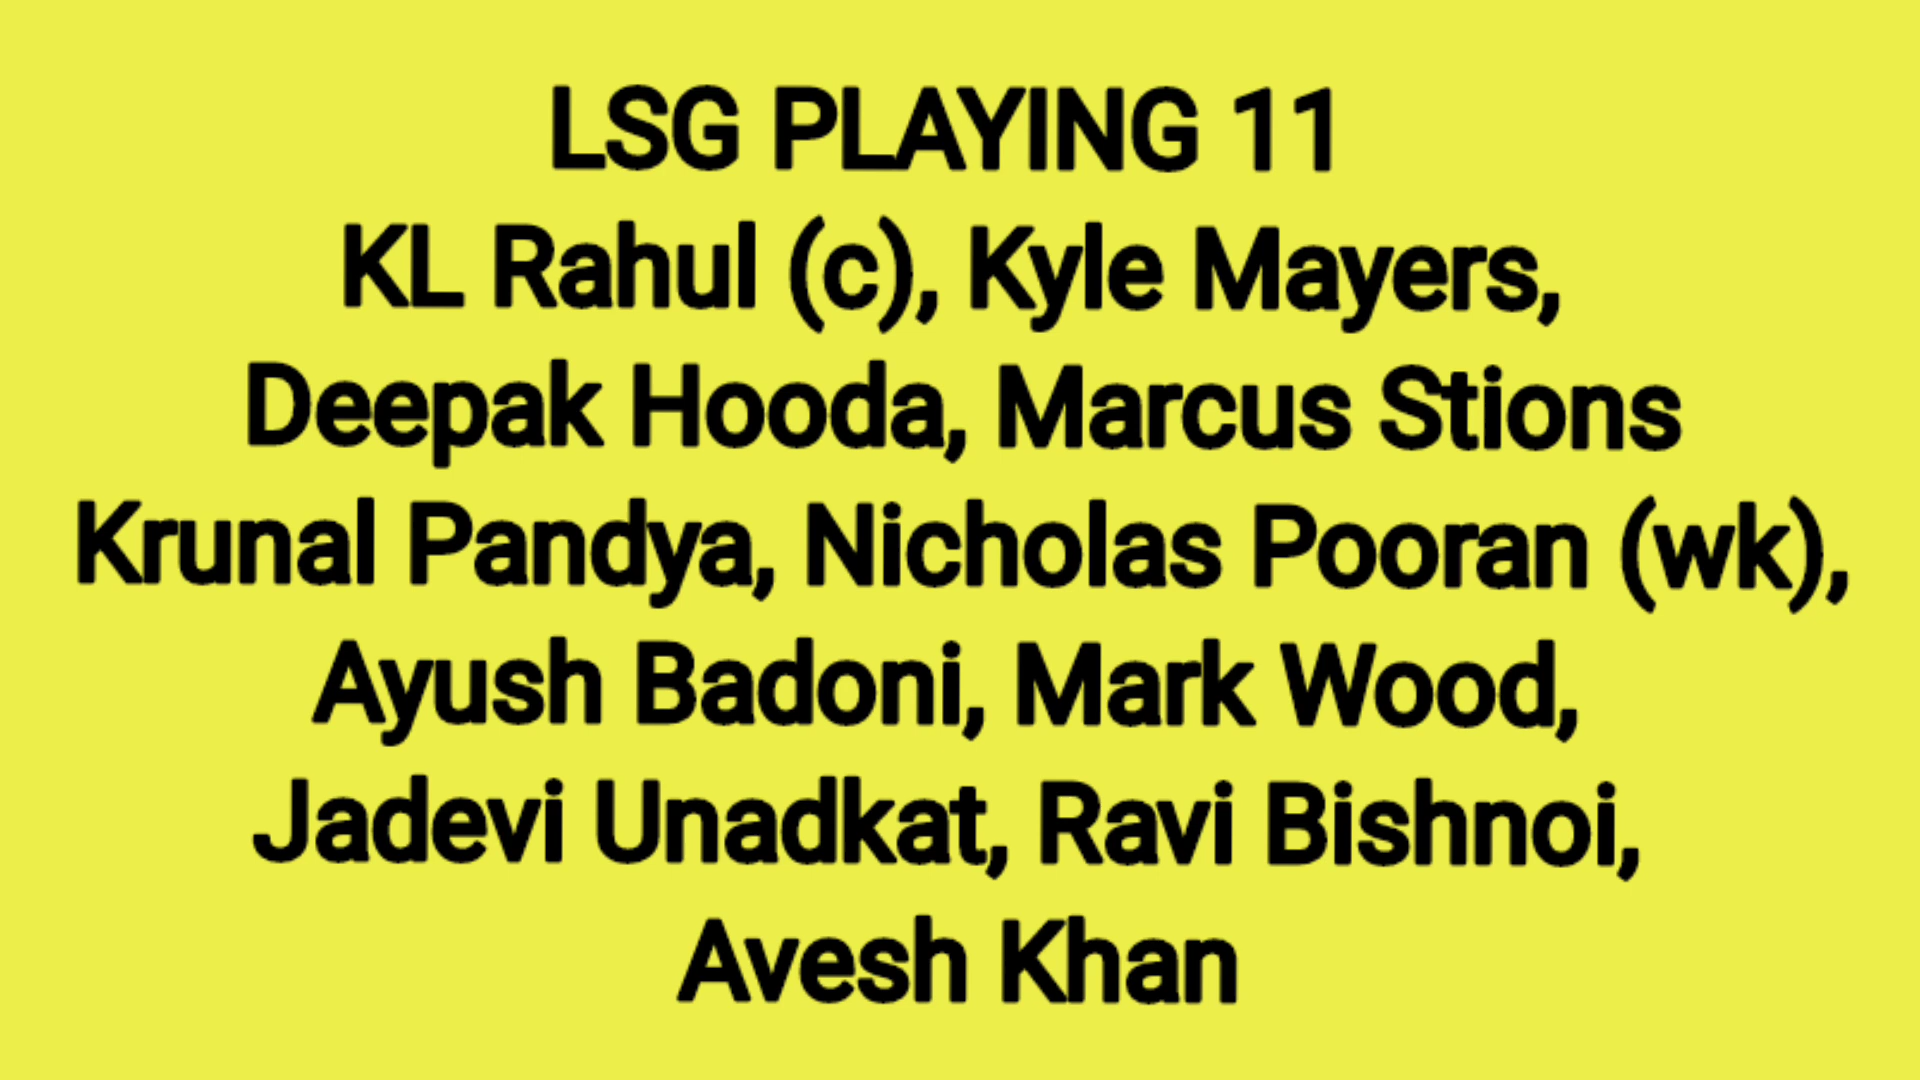 LSG PLAYING 11
KL Rahul (c), Kyle Mayers,
Deepak Hooda, Marcus Stions
Krunal Pandya, Nicholas Pooran (wk),
Ayush Badoni, Mark Wood,
Jadevi Unadkat, Ravi Bishnoi,
Avesh Khan